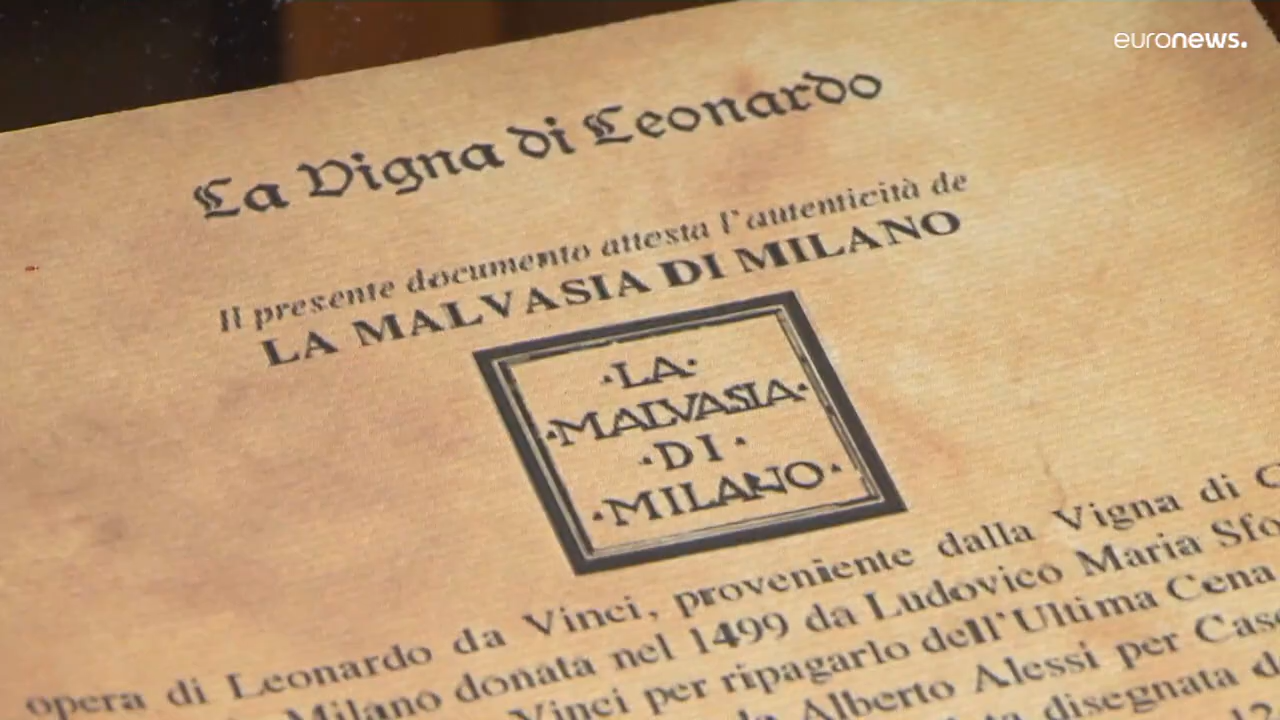 euronews.
La Vigna di Leonardo
Il presente documento attesta l'autenticità de
LA MALVASIA DI MILANO
·LA·
·MALVASIA·
·DI·
·MILANO·
opera di Leonardo da Vinci, proveniente dalla Vigna di
Milano donata nel 1499 da Ludovico Maria Sfo
Vinci per ripagarlo dell'Ultima Cena
Alberto Alessi per
disegnata